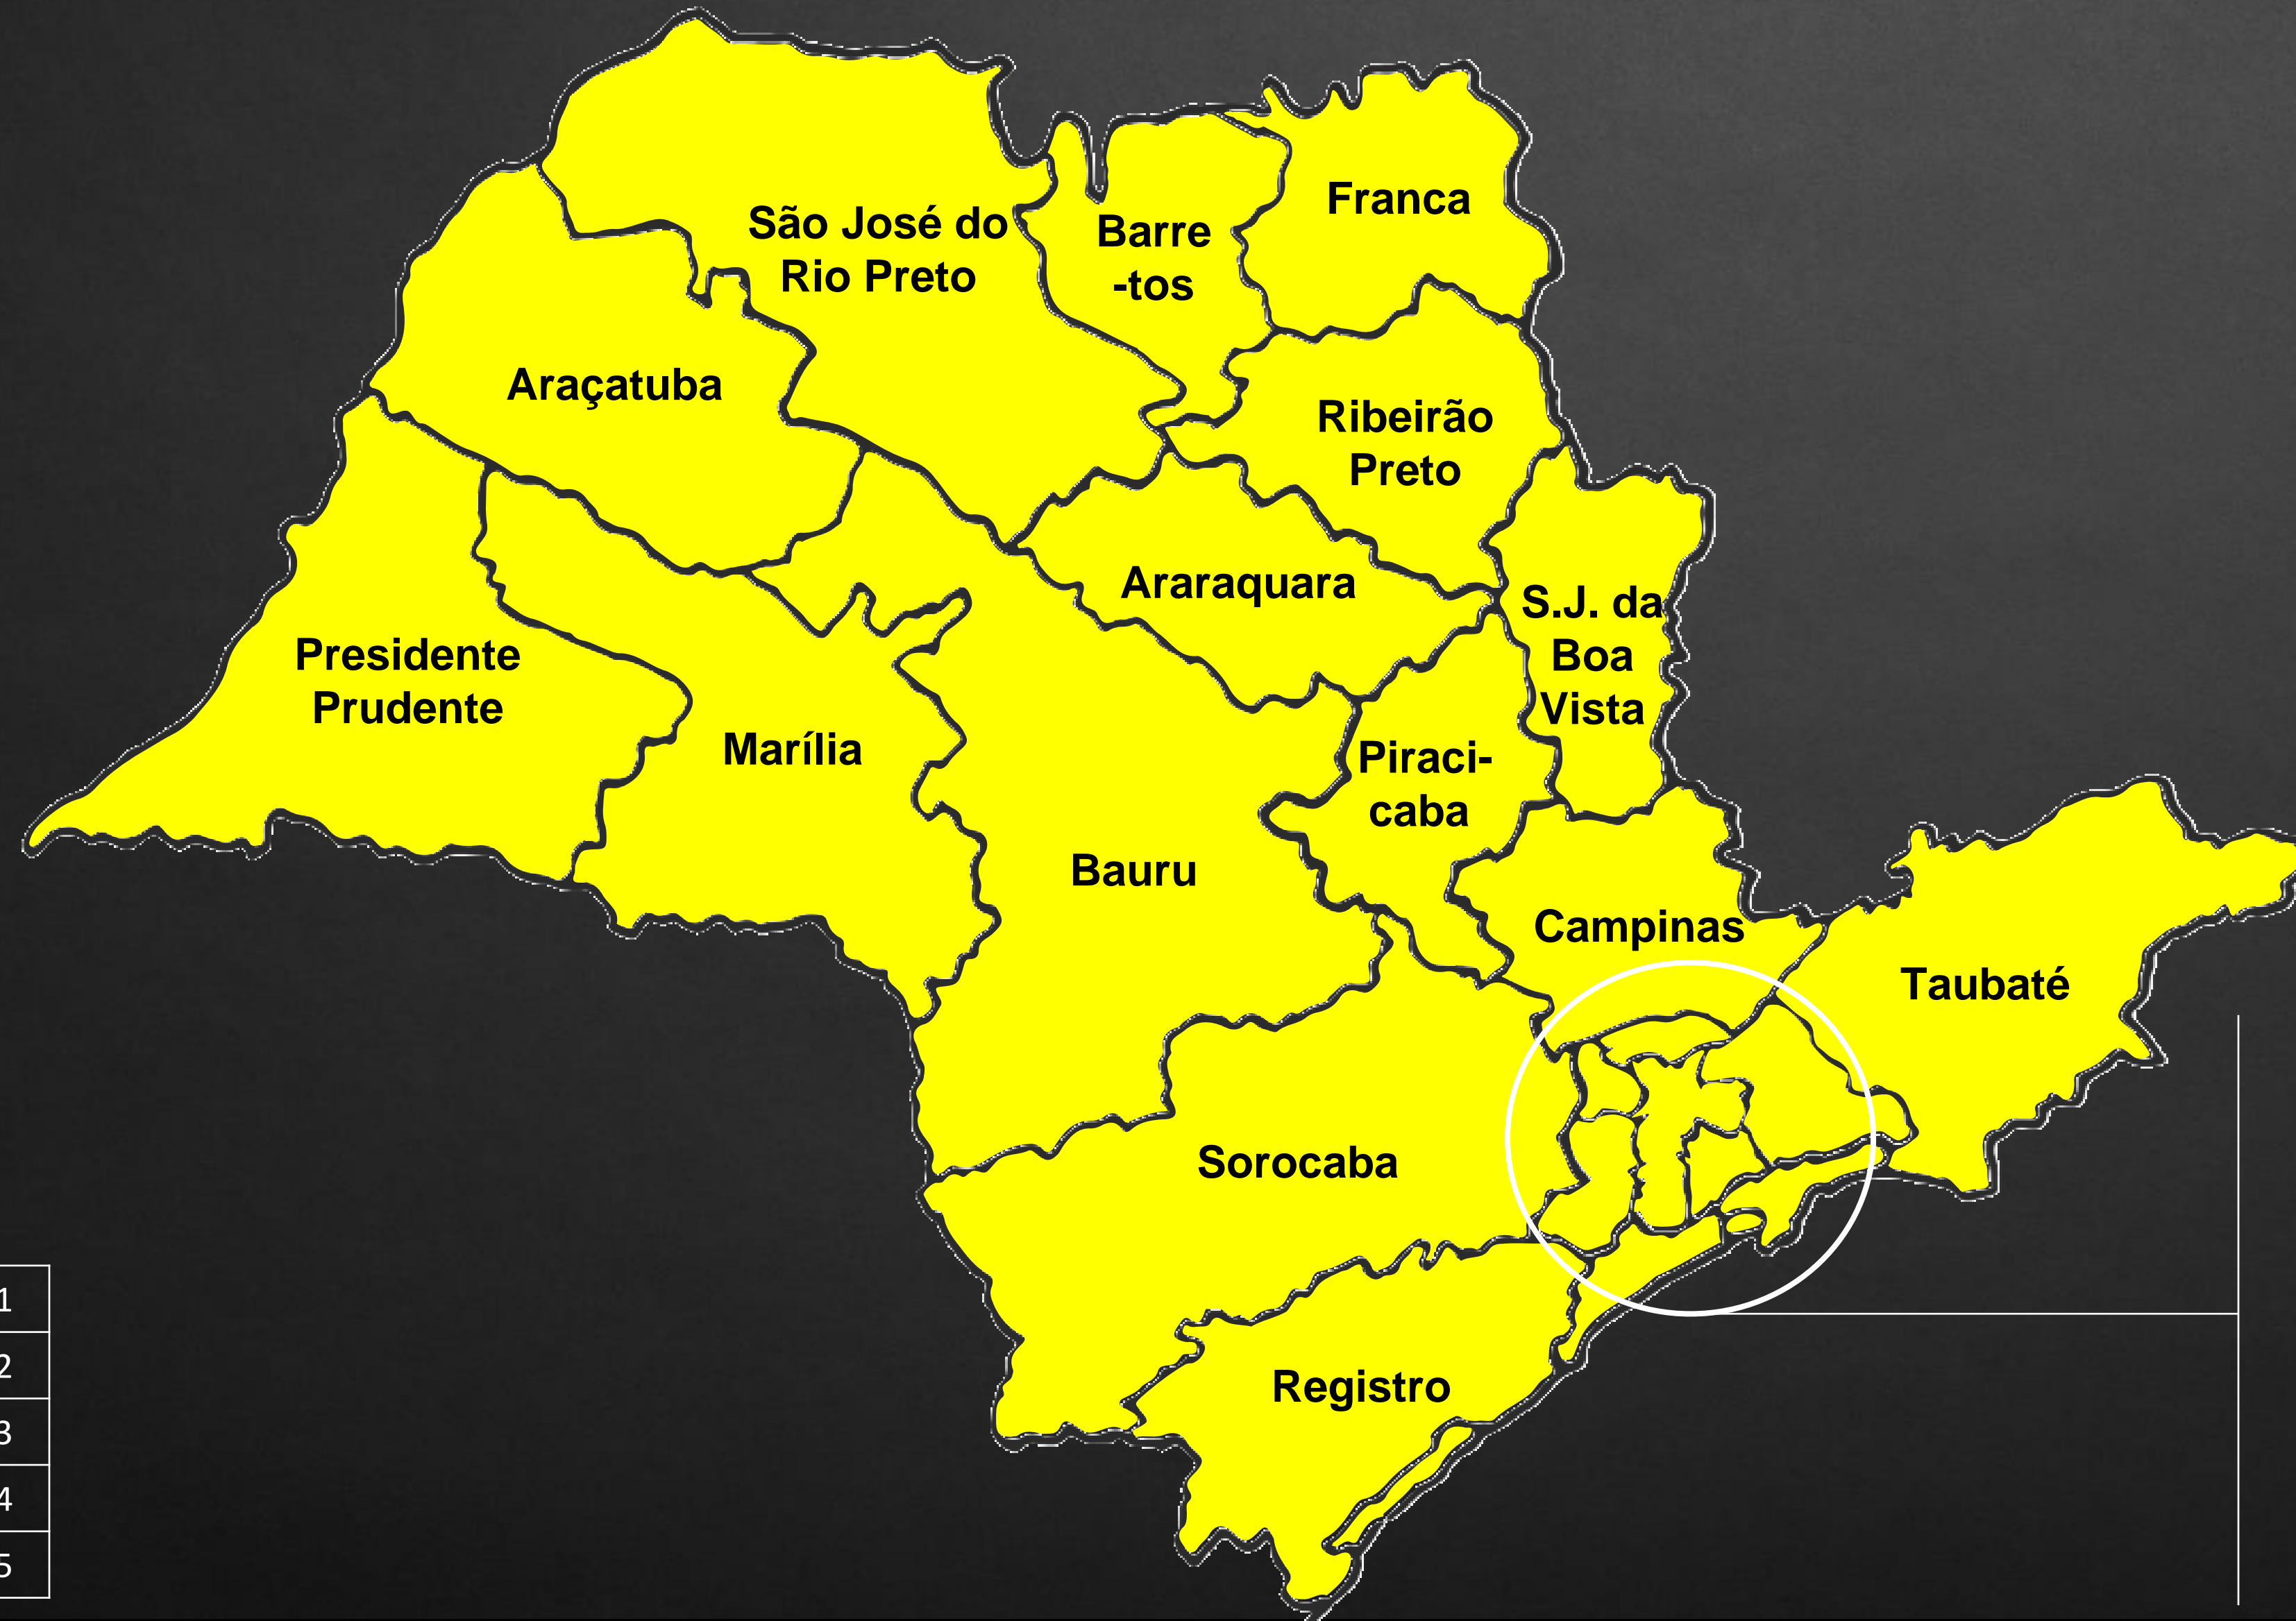 Franca
São José do
Rio Preto
Barre
-tos
Araçatuba
Ribeirão
Preto
Araraquara
S.J. da
Boa
Vista
Presidente
Prudente
Marília
Piraci-
caba
Bauru
Campinas
Taubaté
Sorocaba
Registro
1
2
3
4
5